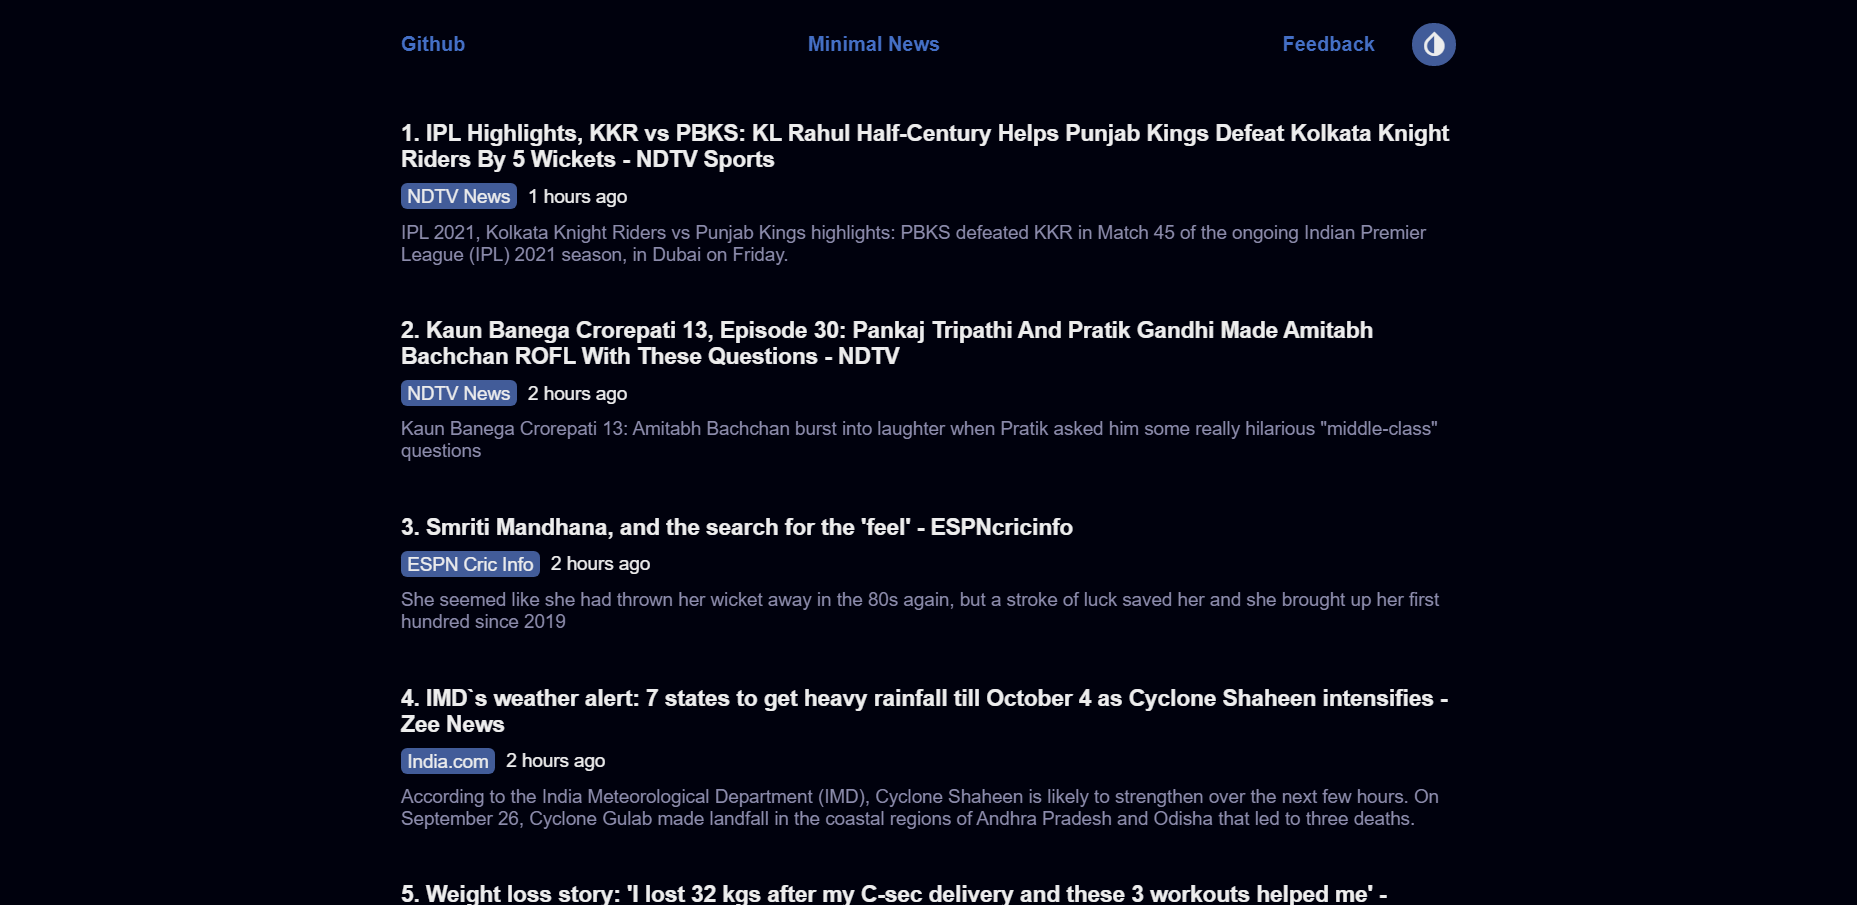 Github
Minimal News
Feedback
1. IPL Highlights, KKR vs PBKS: KL Rahul Half-Century Helps Punjab Kings Defeat Kolkata Knight
Riders By 5 Wickets - NDTV Sports
NDTV News 1 hours ago
IPL 2021, Kolkata Knight Riders vs Punjab Kings highlights: PBKS defeated KKR in Match 45 of the ongoing Indian Premier
League (IPL) 2021 season, in Dubai on Friday.
2. Kaun Banega Crorepati 13, Episode 30: Pankaj Tripathi And Pratik Gandhi Made Amitabh
Bachchan ROFL With These Questions - NDTV
NDTV News 2 hours ago
Kaun Banega Crorepati 13: Amitabh Bachchan burst into laughter when Pratik asked him some really hilarious "middle-class"
questions
3. Smriti Mandhana, and the search for the 'feel' - ESPNcricinfo
ESPN Cric Info 2 hours ago
She seemed like she had thrown her wicket away in the 80s again, but a stroke of luck saved her and she brought up her first
hundred since 2019
4. IMD`s weather alert: 7 states to get heavy rainfall till October 4 as Cyclone Shaheen intensifies -
Zee News
India.com 2 hours ago
According to the India Meteorological Department (IMD), Cyclone Shaheen is likely to strengthen over the next few hours. On
September 26, Cyclone Gulab made landfall in the coastal regions of Andhra Pradesh and Odisha that led to three deaths.
5. Weight loss story: 'I lost 32 kgs after my C-sec delivery and these 3 workouts helped me' -